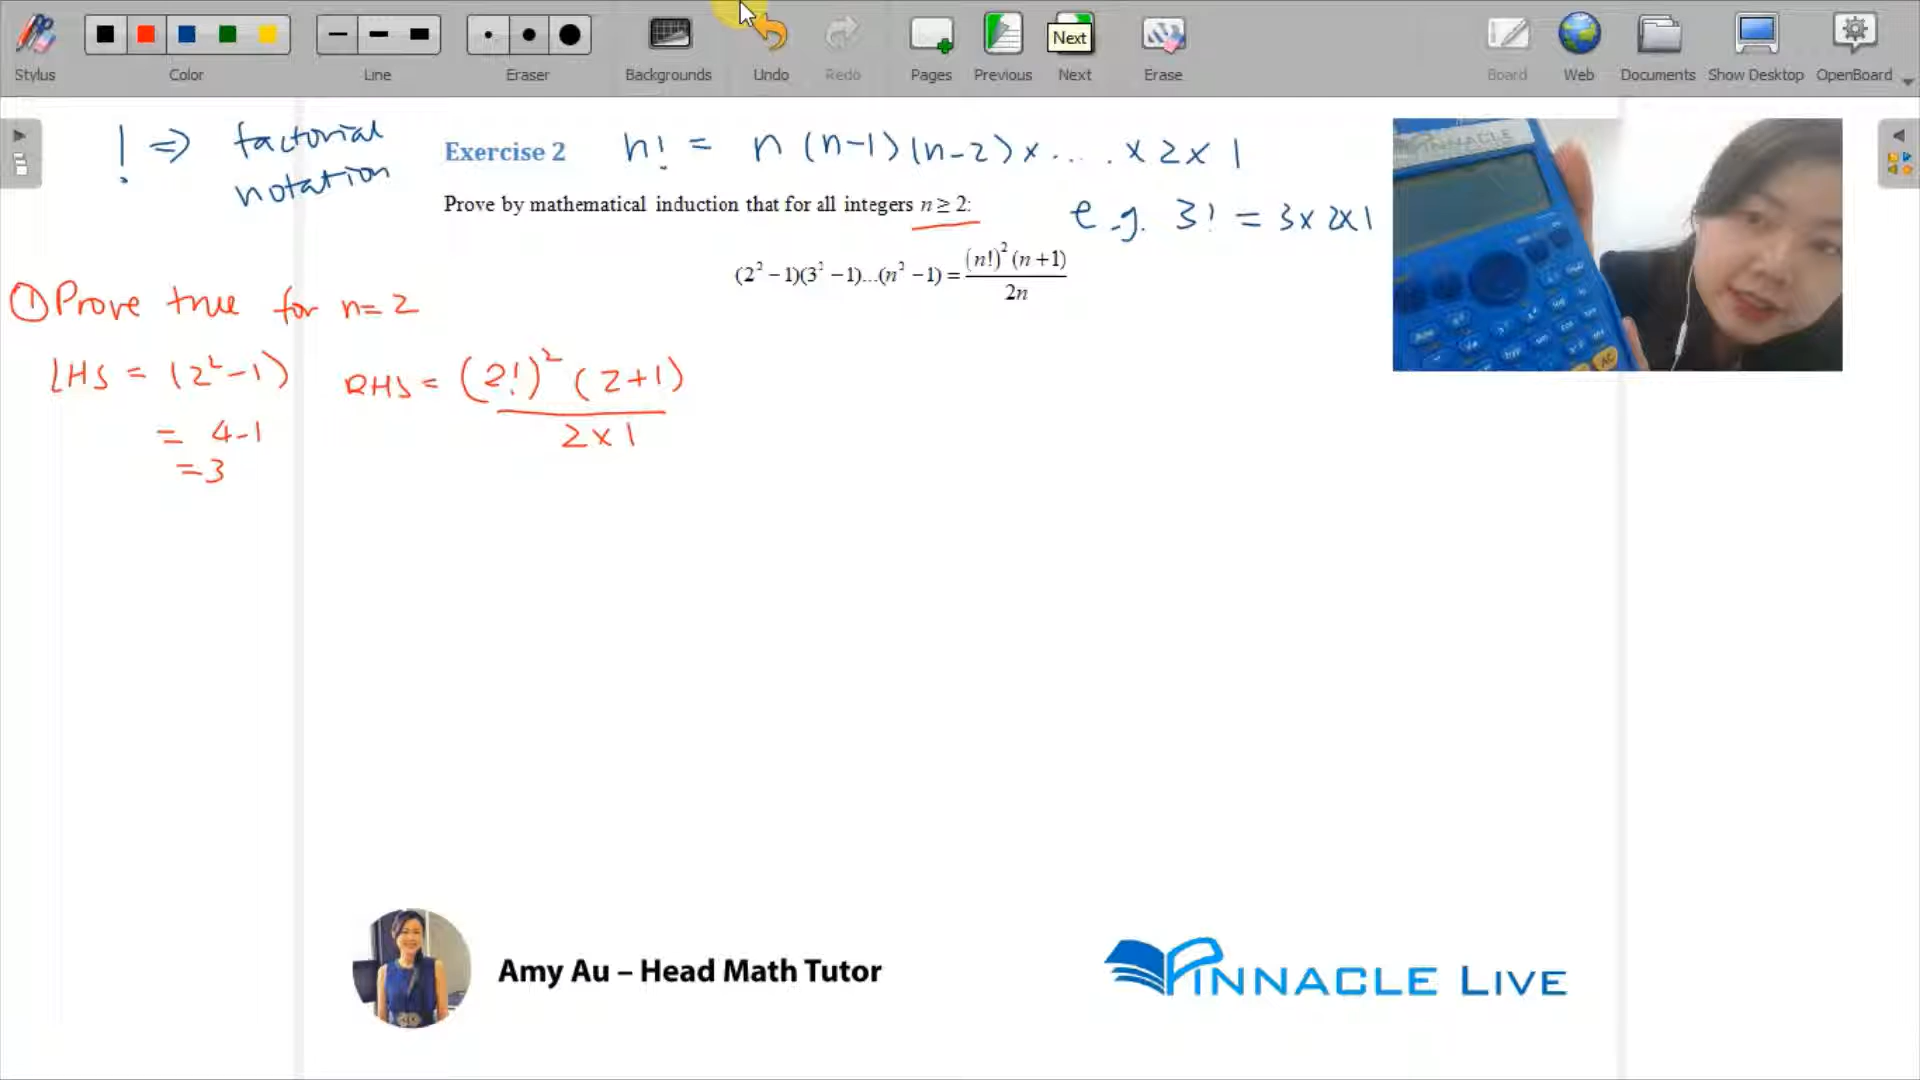 Next
Stylus
Color
Line
Eraser
Backgrounds
Undo
Redo
Pages
Previous
Next
Erase
Board
Web
Documents
Show Desktop
OpenBoard
! ⇒ factorial
notation
Exercise 2
n! = n (n-1) (n-2) × .... × 2 × 1
Prove by mathematical induction that for all integers n ≥ 2:
e.g. 3! = 3 × 2 × 1
(2² − 1)(3² − 1)...(n² − 1) = (n!)² (n + 1) / 2n
① Prove true for n = 2
LHS = (2² - 1)
= 4 - 1
= 3
RHS = (2!)² (2 + 1) / 2 × 1
PINNACLE
AC
Amy Au – Head Math Tutor
PINNACLE LIVE